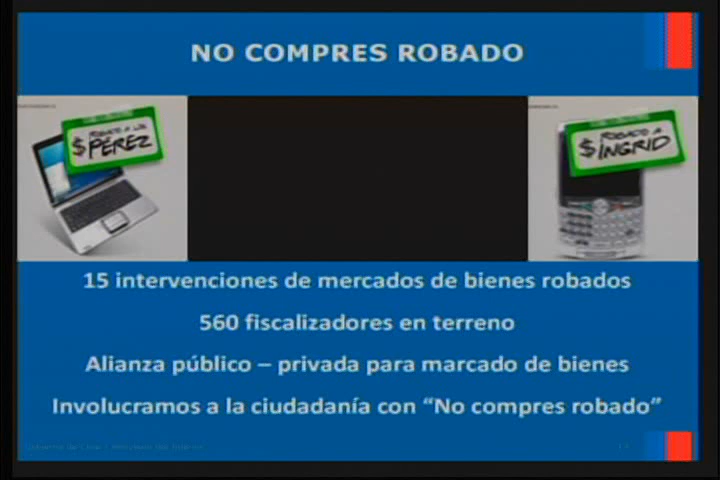 NO COMPRES ROBADO
ROBADO A LOS
$ PÉREZ
ROBADO A
$ INGRID
15 intervenciones de mercados de bienes robados
560 fiscalizadores en terreno
Alianza público – privada para marcado de bienes
Involucramos a la ciudadanía con “No compres robado”